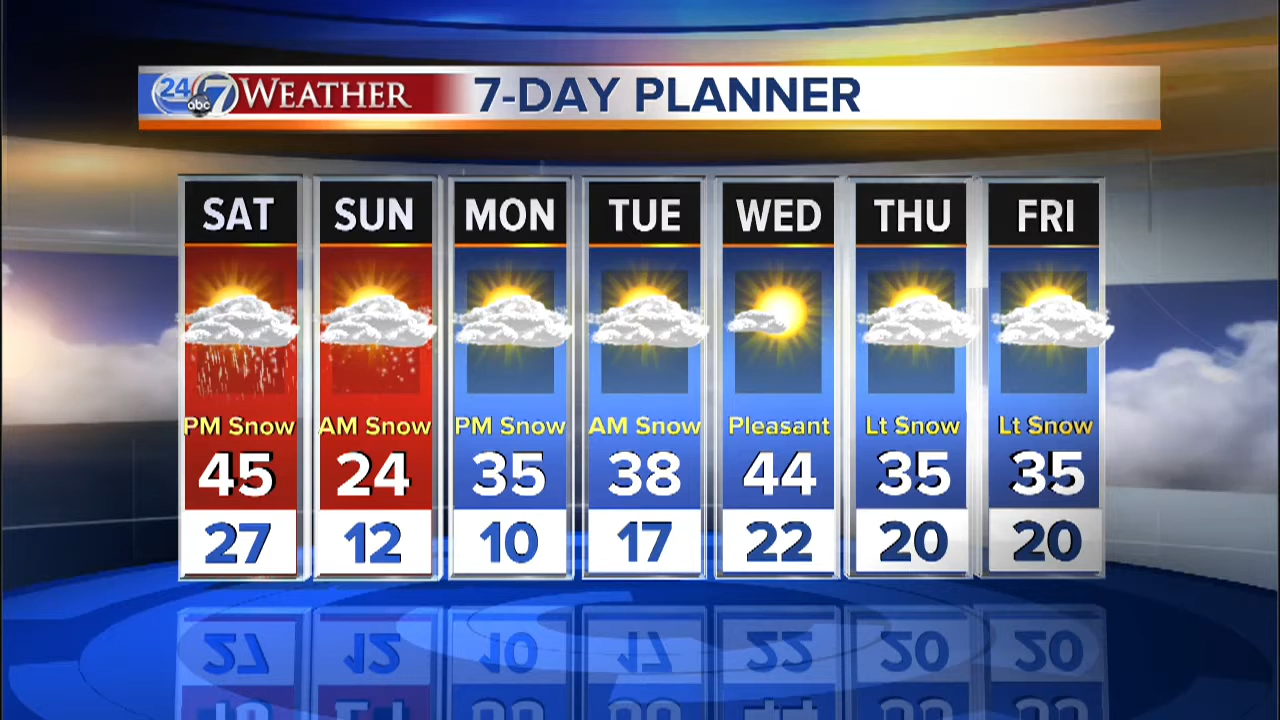 24 7 abc WEATHER 7-DAY PLANNER
SAT SUN MON TUE WED THU FRI
PM Snow AM Snow PM Snow AM Snow Pleasant Lt Snow Lt Snow
45 24 35 38 44 35 35
27 12 10 17 22 20 20